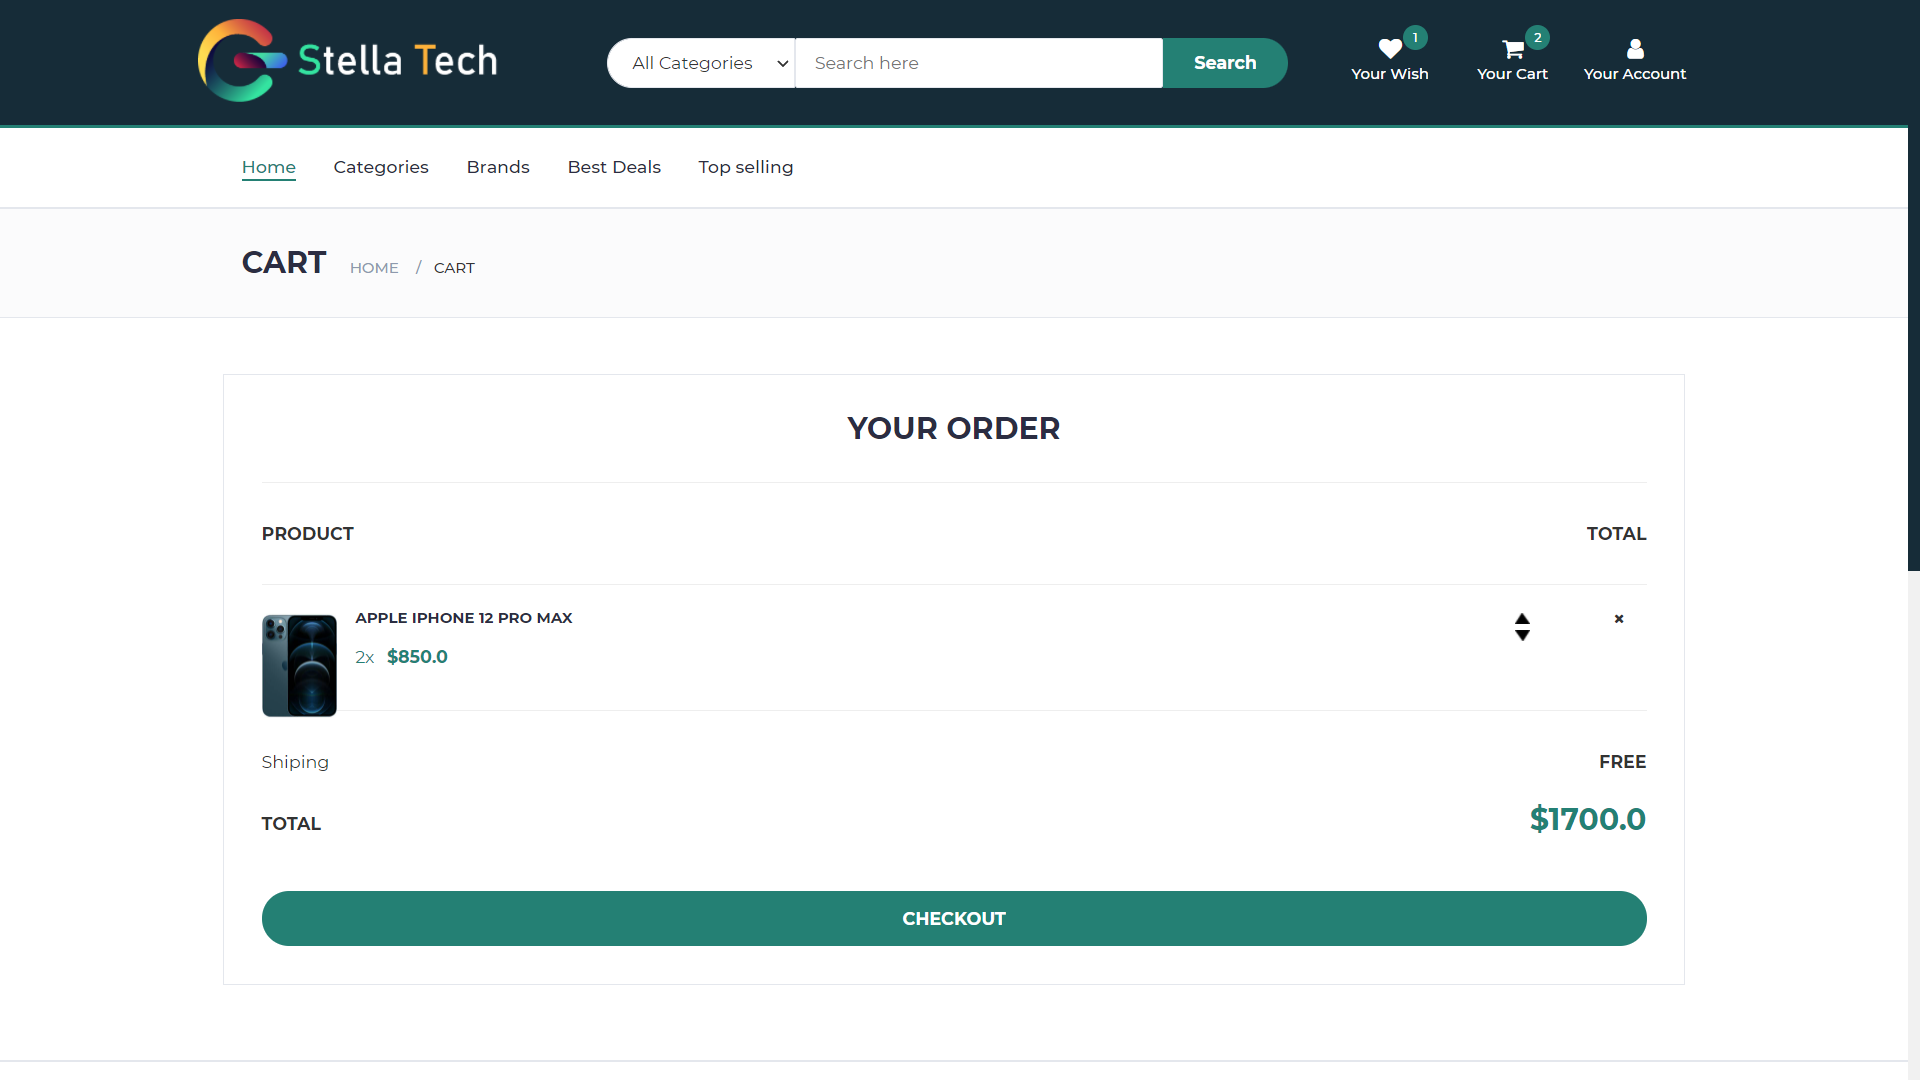 Stella Tech
All Categories
Search here
Search
1
Your Wish
2
Your Cart
Your Account
Home
Categories
Brands
Best Deals
Top selling
CART
HOME / CART
YOUR ORDER
PRODUCT
TOTAL
APPLE IPHONE 12 PRO MAX
2x $850.0
Shiping
FREE
TOTAL
$1700.0
CHECKOUT